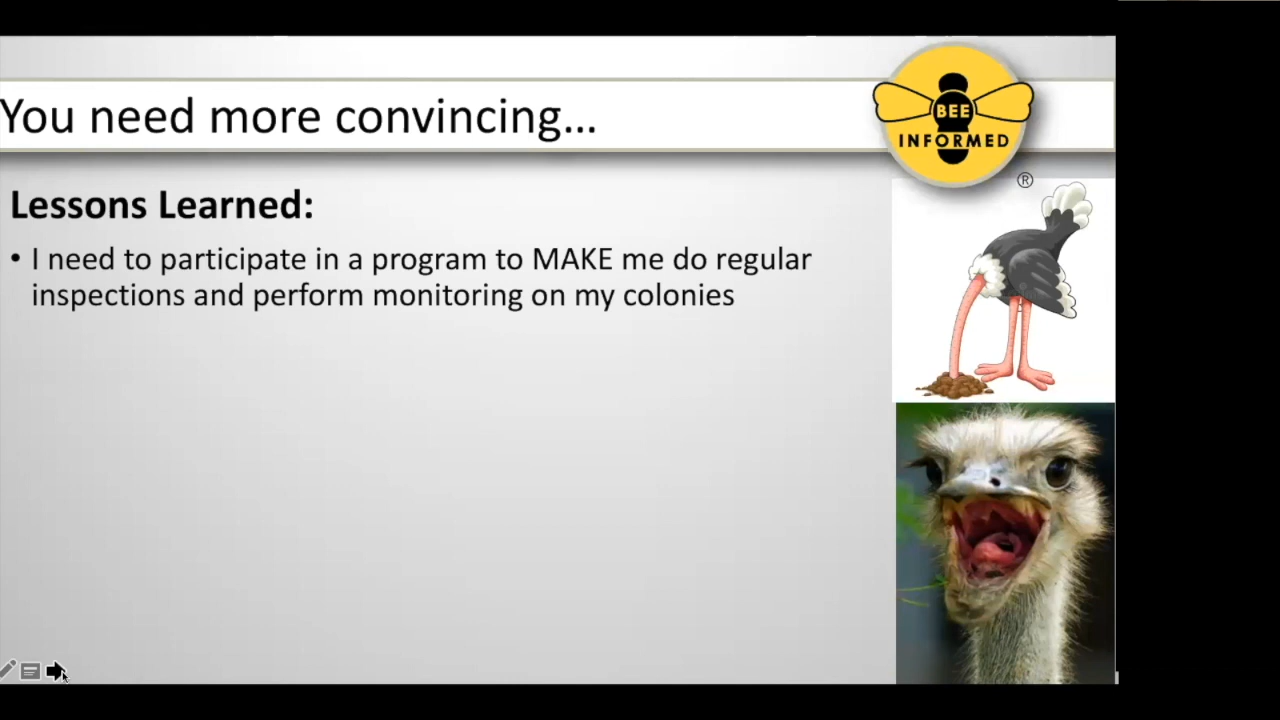 You need more convincing...
BEE
INFORMED
®
Lessons Learned:
• I need to participate in a program to MAKE me do regular
inspections and perform monitoring on my colonies